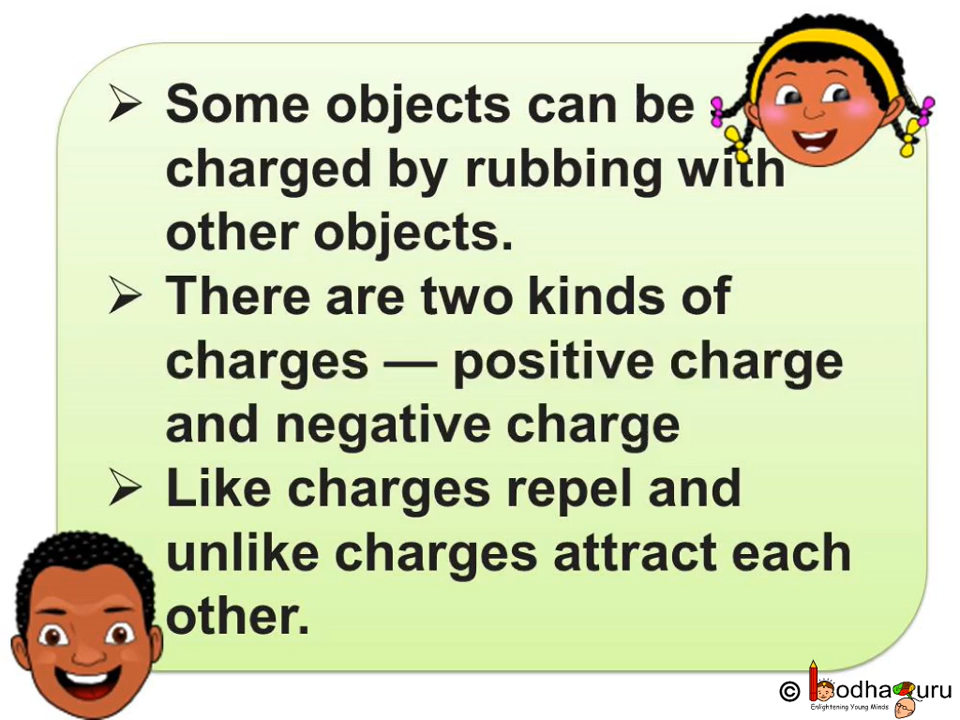 ➢ Some objects can be
charged by rubbing with
other objects.
➢ There are two kinds of
charges — positive charge
and negative charge
➢ Like charges repel and
unlike charges attract each
other.
© bodhaguru
Enlightening Young Minds